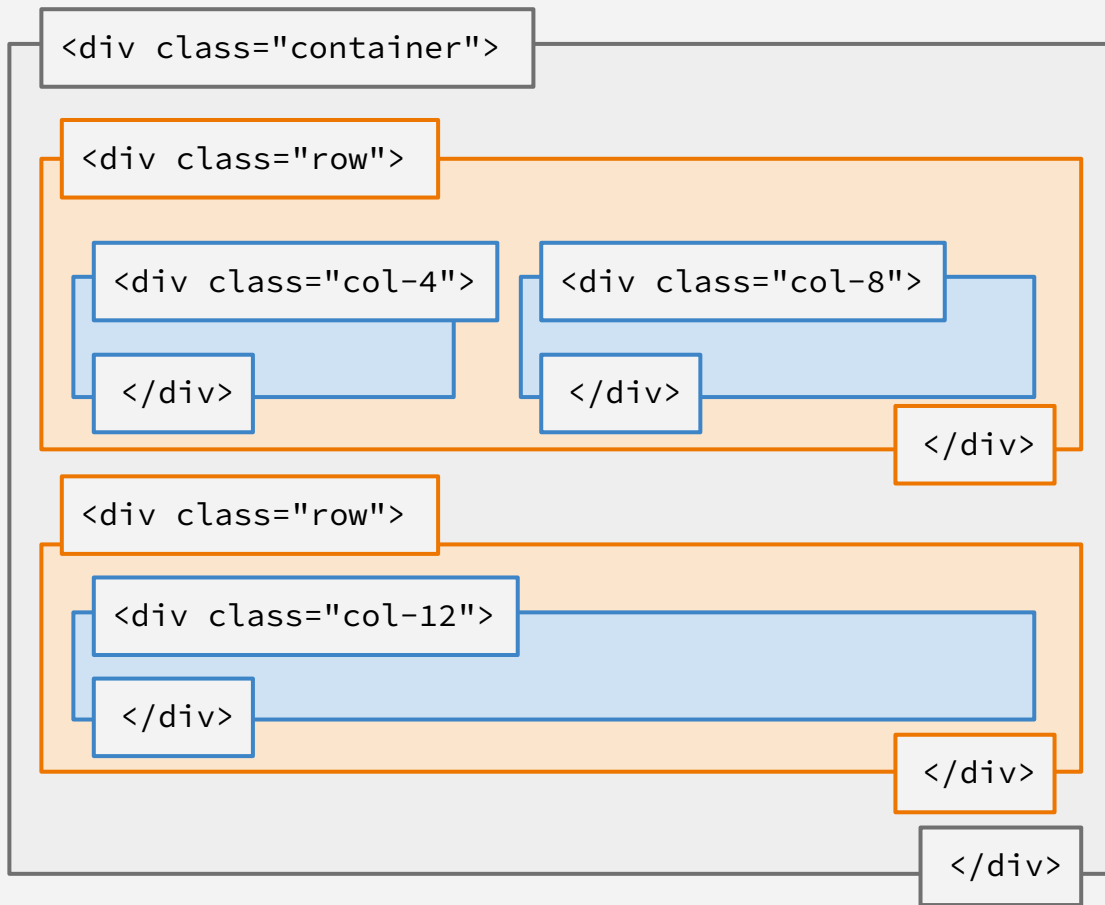 <div class="container">
<div class="row">
<div class="col-4"> <div class="col-8">
</div> </div>
</div>
<div class="row">
<div class="col-12">
</div>
</div>
</div>